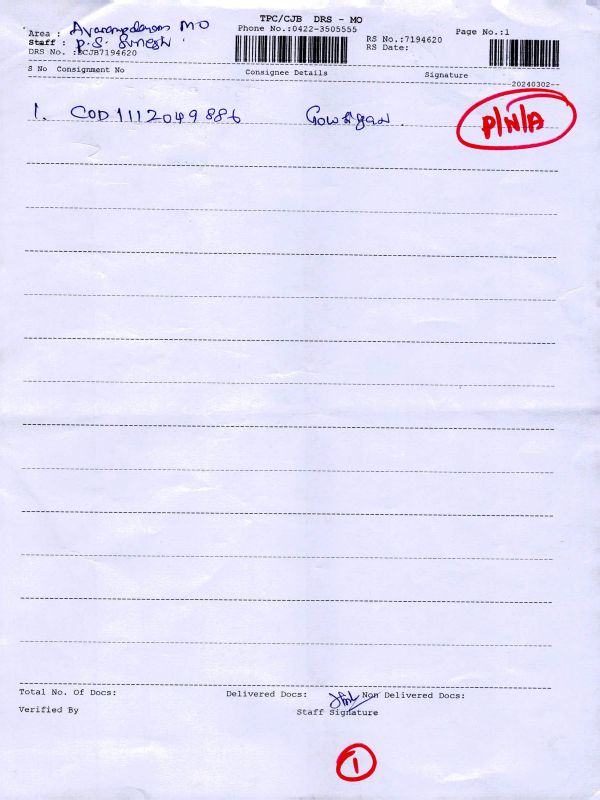 TPC/CJB DRS - MO
Area : Avarampalayam MO
Phone No.:0422-3505555
Page No.:1
Staff : P.S. Suresh
RS No.:7194620
RS Date:
DRS No. :DCJB7194620
S No Consignment No Consignee Details Signature
20240302
1. COD1112049886
P/N/A
Total No. Of Docs: Delivered Docs: Non Delivered Docs:
Verified By Staff Signature
1